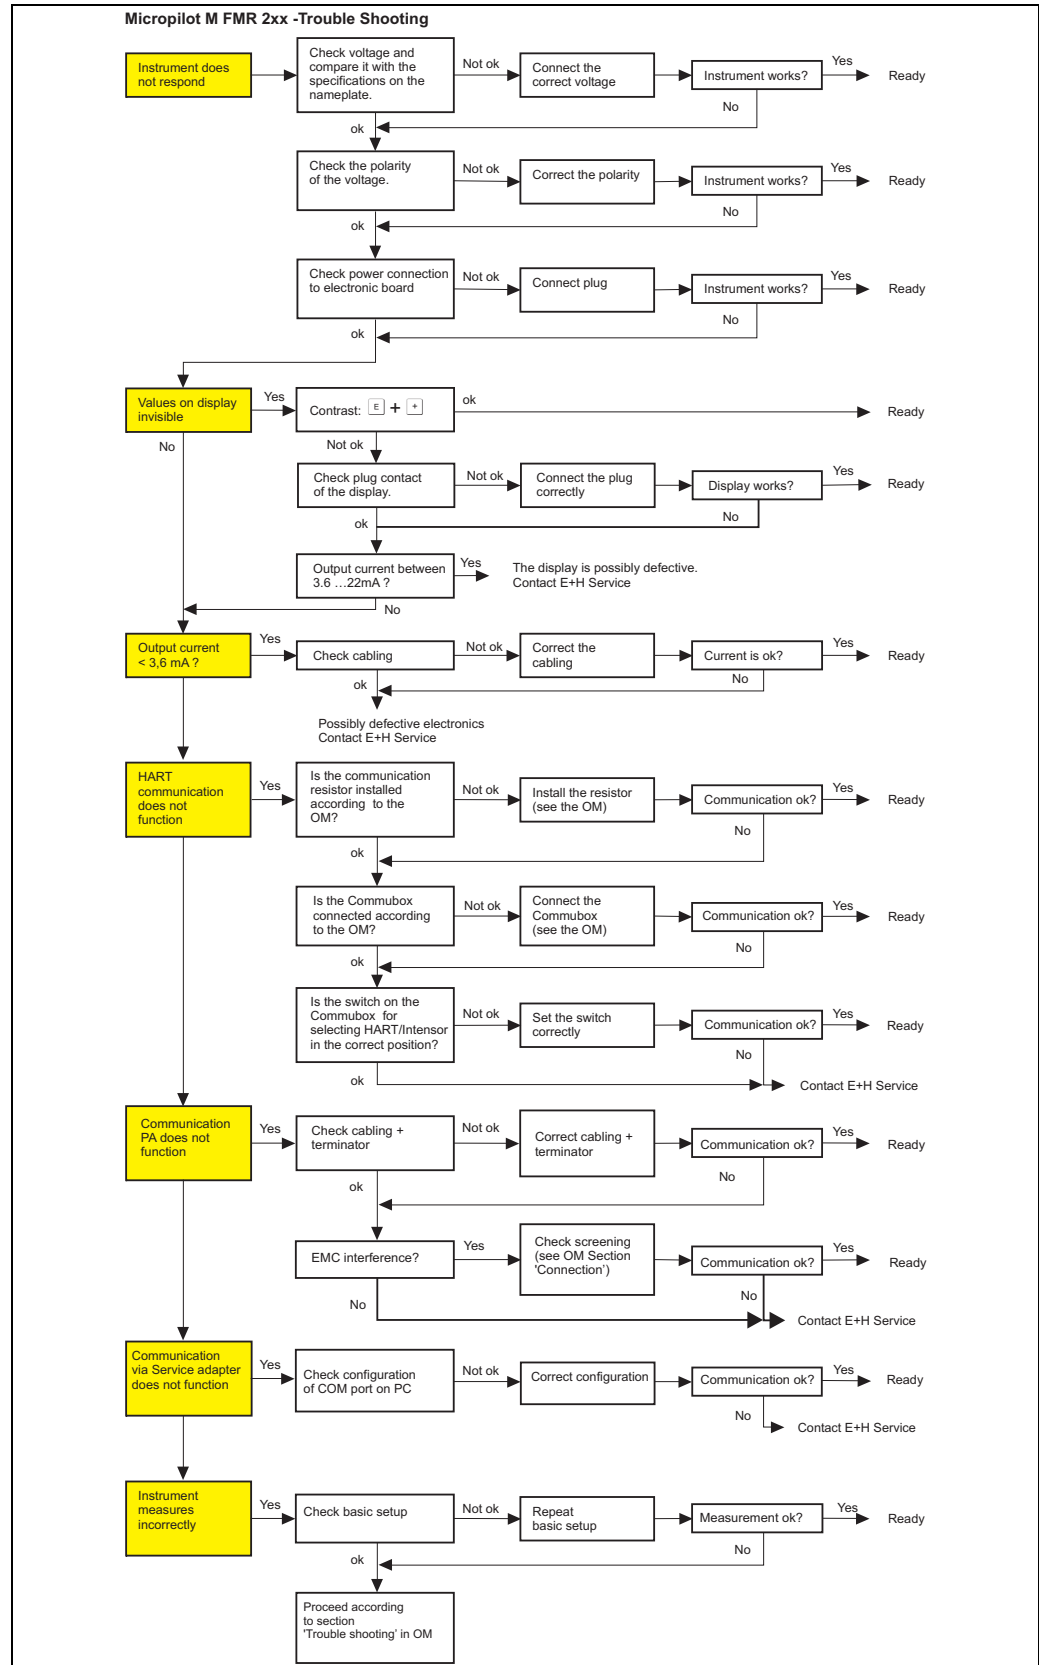 Micropilot M FMR 2xx -Trouble Shooting
Instrument does
not respond
Check voltage and
compare it with the
specifications on the
nameplate.
Not ok
Connect the
correct voltage
Instrument works?
Yes
Ready
No
ok
Check the polarity
of the voltage.
Not ok
Correct the polarity
Instrument works?
Yes
Ready
No
ok
Check power connection
to electronic board
Not ok
Connect plug
Instrument works?
Yes
Ready
No
ok
Values on display
invisible
Yes
Contrast: E + +
ok
Ready
No
Not ok
Check plug contact
of the display.
Not ok
Connect the plug
correctly
Display works?
Yes
Ready
No
ok
Output current between
3.6 ...22mA ?
Yes
The display is possibly defective.
Contact E+H Service
No
Output current
< 3,6 mA ?
Yes
Check cabling
Not ok
Correct the
cabling
Current is ok?
Yes
Ready
No
ok
Possibly defective electronics
Contact E+H Service
HART
communication
does not
function
Yes
Is the communication
resistor installed
according to the
OM?
Not ok
Install the resistor
(see the OM)
Communication ok?
Yes
Ready
No
ok
Is the Commubox
connected according
to the OM?
Not ok
Connect the
Commubox
(see the OM)
Communication ok?
Yes
Ready
No
ok
Is the switch on the
Commubox for
selecting HART/Intensor
in the correct position?
Not ok
Set the switch
correctly
Communication ok?
Yes
Ready
No
ok
Contact E+H Service
Communication
PA does not
function
Yes
Check cabling +
terminator
Not ok
Correct cabling +
terminator
Communication ok?
Yes
Ready
No
ok
EMC interference?
Yes
Check screening
(see OM Section
'Connection')
Communication ok?
Yes
Ready
No
No
Contact E+H Service
Communication
via Service adapter
does not function
Yes
Check configuration
of COM port on PC
Not ok
Correct configuration
Communication ok?
Yes
Ready
No
Contact E+H Service
Instrument
measures
incorrectly
Yes
Check basic setup
Not ok
Repeat
basic setup
Measurement ok?
Yes
Ready
No
ok
Proceed according
to section
'Trouble shooting' in OM